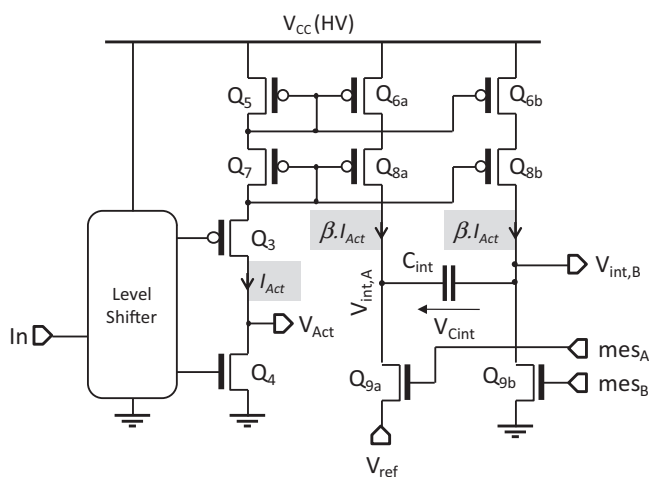 V_CC (HV)
Q_5
Q_6a
Q_6b
Q_7
Q_8a
Q_8b
Q_3
β.I_Act
β.I_Act
I_Act
C_int
V_int,A
V_int,B
Level
Shifter
V_Cint
In
V_Act
mes_A
Q_4
Q_9a
Q_9b
mes_B
V_ref